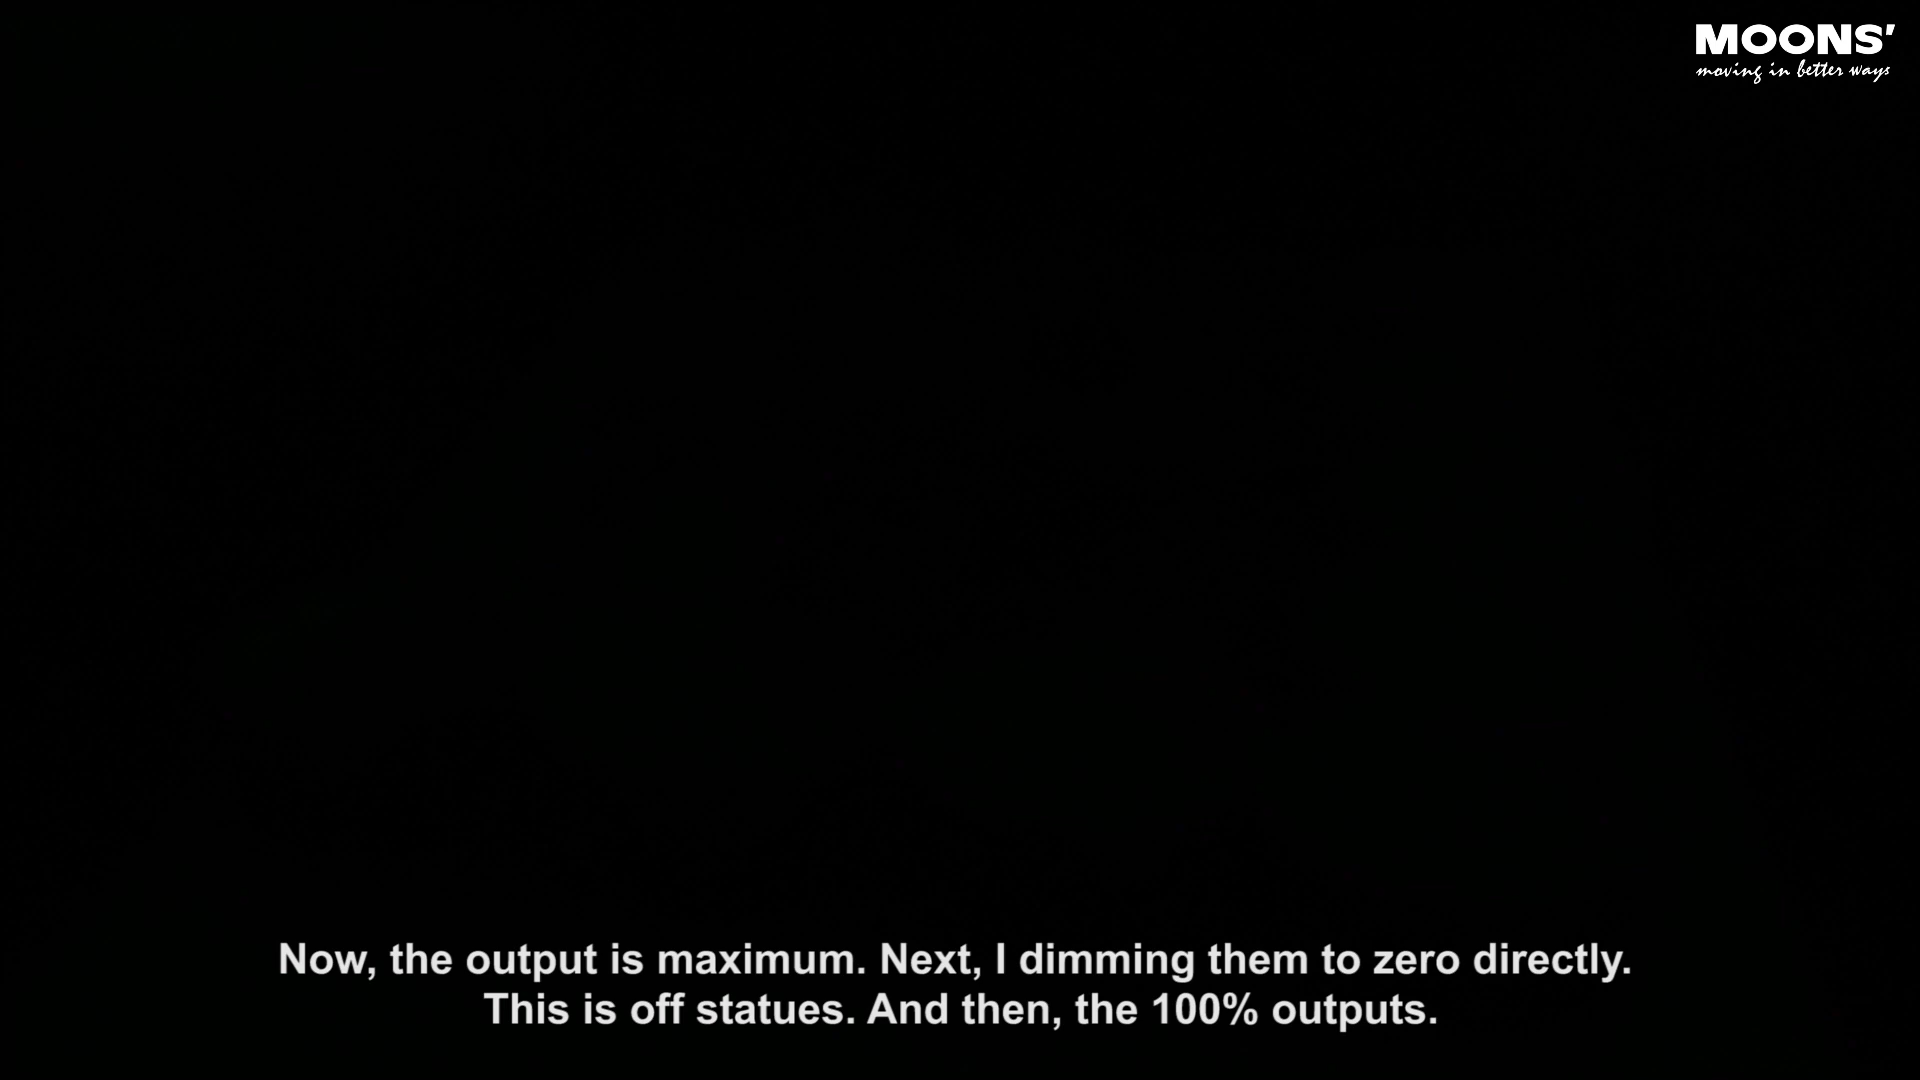 MOONS'
moving in better ways
Now, the output is maximum. Next, I dimming them to zero directly.
This is off statues. And then, the 100% outputs.